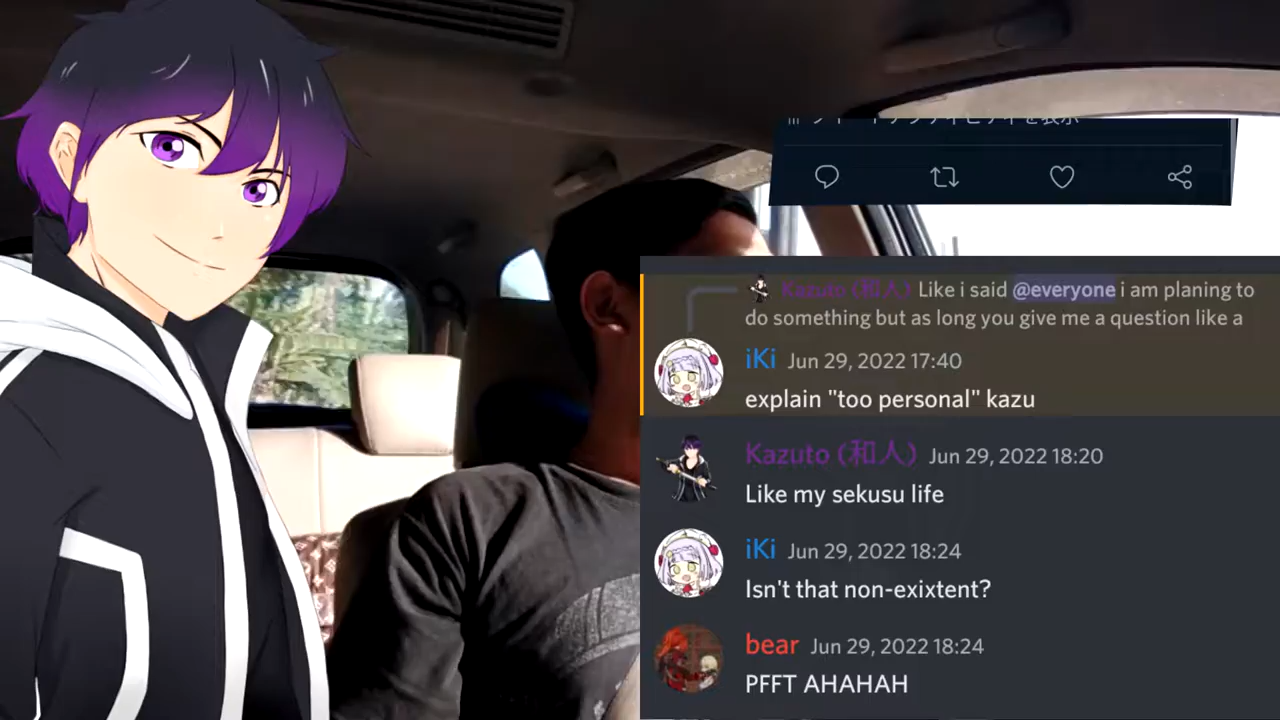 Kazuto (和人) Like i said @everyone i am planing to
do something but as long you give me a question like a
iKi Jun 29, 2022 17:40
explain "too personal" kazu
Kazuto (和人) Jun 29, 2022 18:20
Like my sekusu life
iKi Jun 29, 2022 18:24
Isn't that non-exixtent?
bear Jun 29, 2022 18:24
PFFT AHAHAH